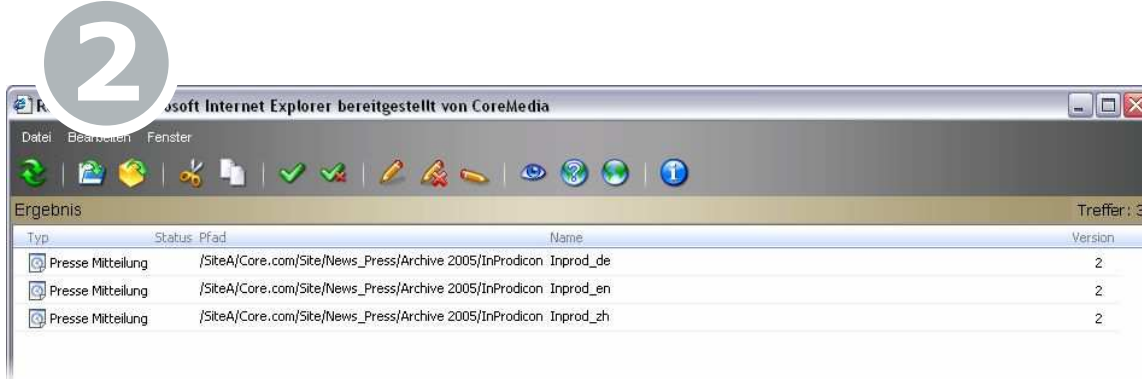 2
soft Internet Explorer bereitgestellt von CoreMedia
Datei Bearbeiten Fenster
Ergebnis Treffer: 3
Typ Status Pfad Name Version
Presse Mitteilung /SiteA/Core.com/Site/News_Press/Archive 2005/InProdicon Inprod_de 2
Presse Mitteilung /SiteA/Core.com/Site/News_Press/Archive 2005/InProdicon Inprod_en 2
Presse Mitteilung /SiteA/Core.com/Site/News_Press/Archive 2005/InProdicon Inprod_zh 2